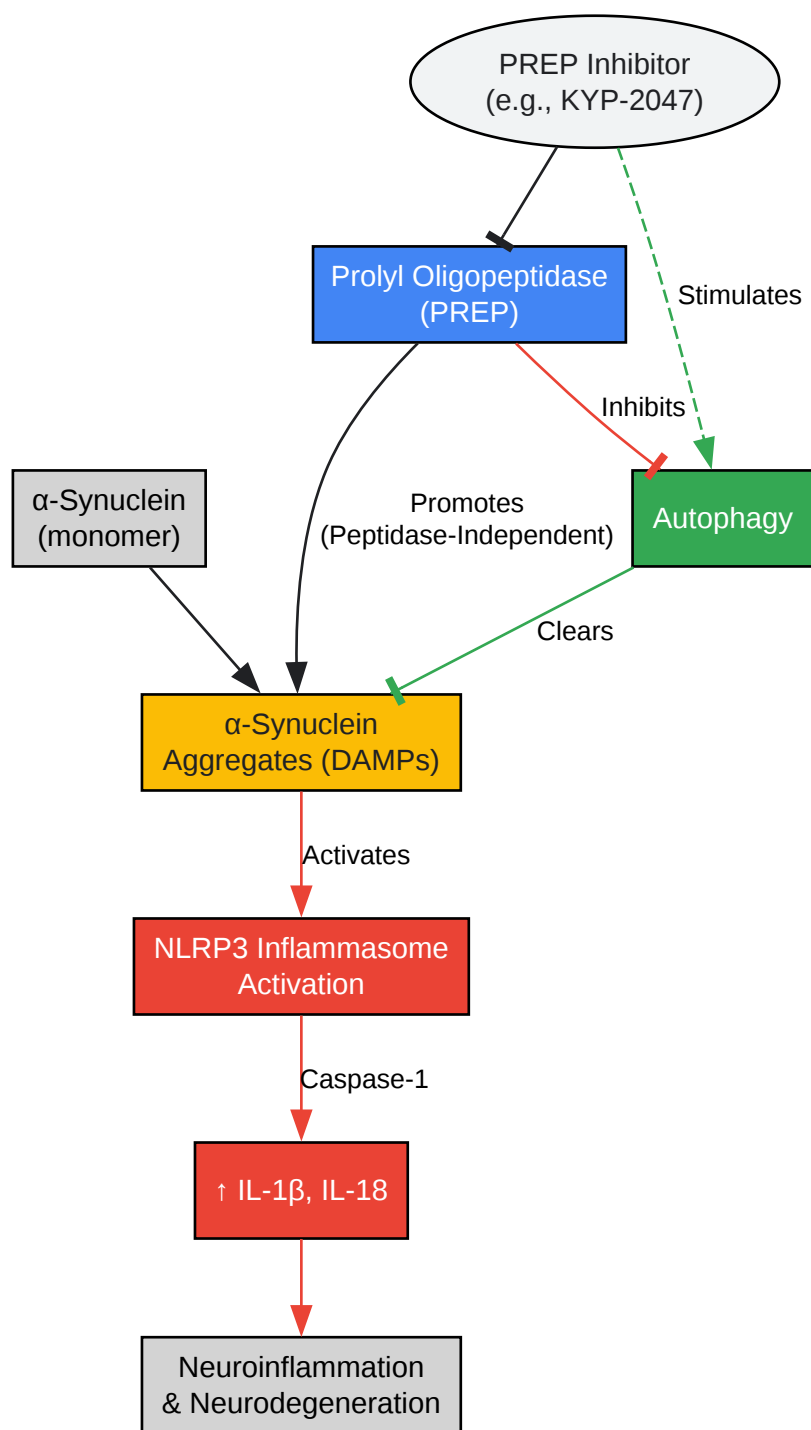 PREP Inhibitor
(e.g., KYP-2047)
Prolyl Oligopeptidase
(PREP)
Stimulates
Inhibits
α-Synuclein
(monomer)
Promotes
(Peptidase-Independent)
Autophagy
Clears
α-Synuclein
Aggregates (DAMPs)
Activates
NLRP3 Inflammasome
Activation
Caspase-1
↑ IL-1β, IL-18
Neuroinflammation
& Neurodegeneration